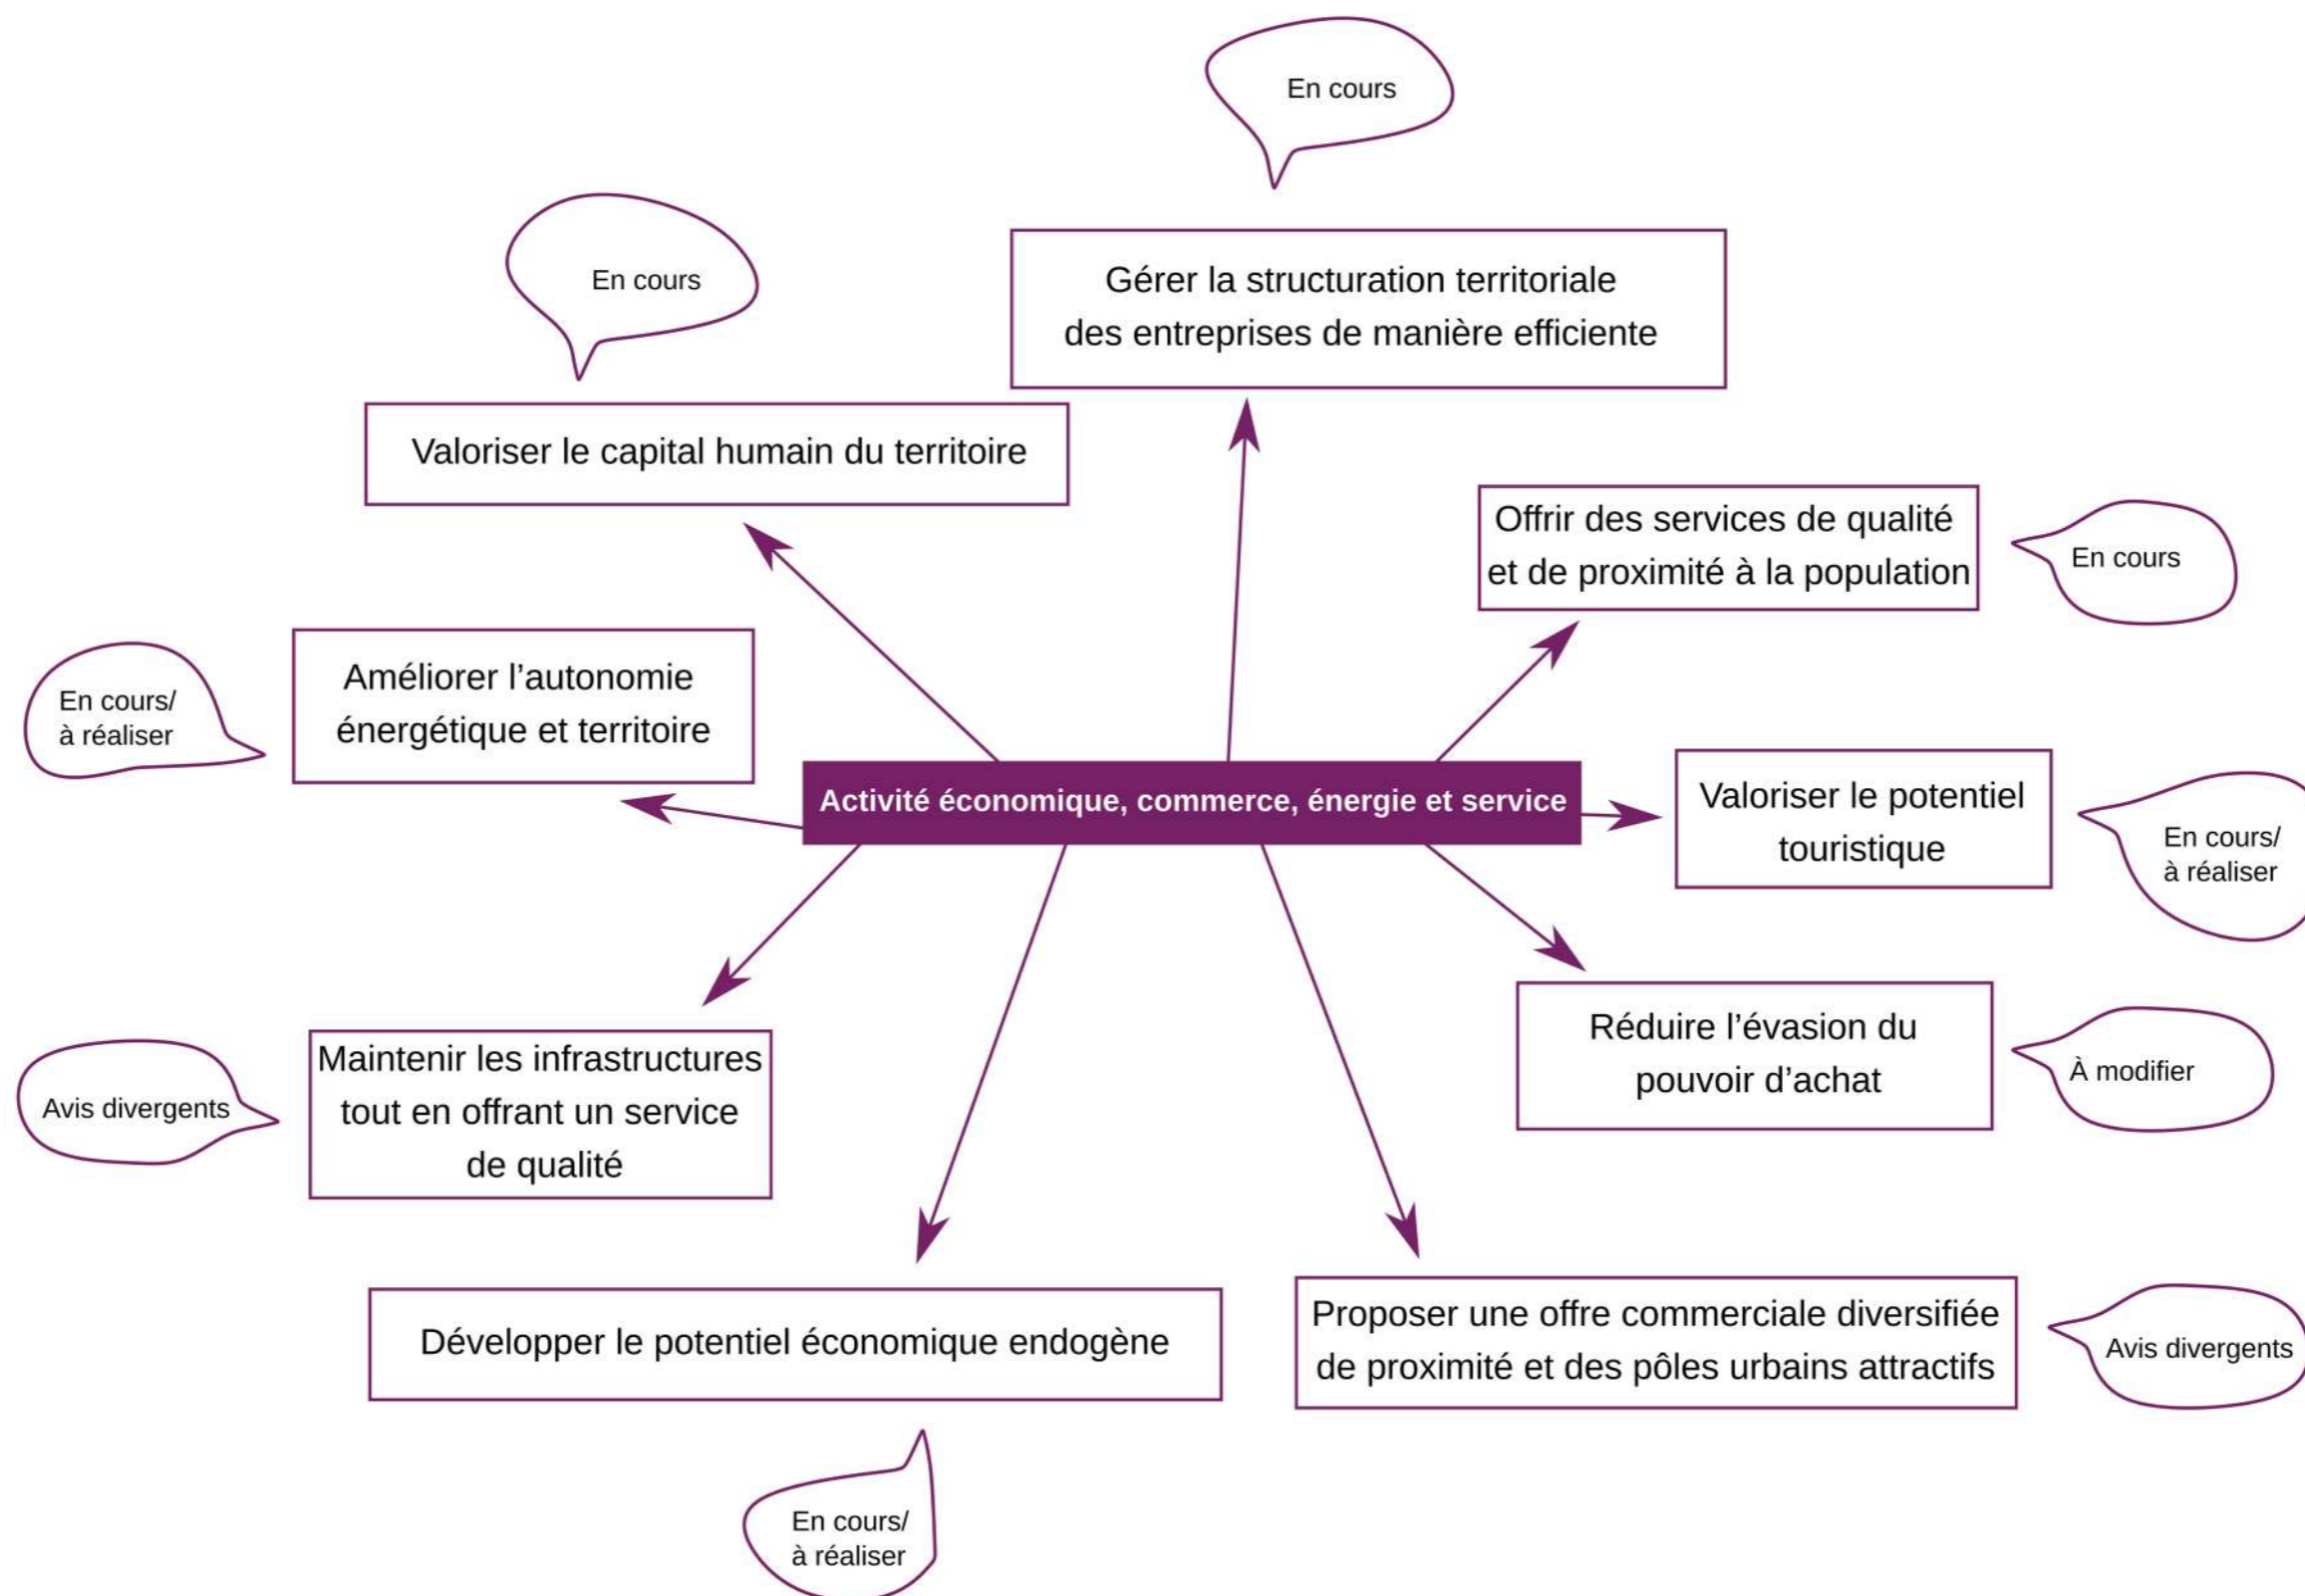 En cours
Gérer la structuration territoriale
des entreprises de manière efficiente
En cours
Valoriser le capital humain du territoire
Offrir des services de qualité
et de proximité à la population
En cours
Améliorer l’autonomie
énergétique et territoire
En cours/
à réaliser
Activité économique, commerce, énergie et service
Valoriser le potentiel
touristique
En cours/
à réaliser
Réduire l’évasion du
pouvoir d’achat
À modifier
Maintenir les infrastructures
tout en offrant un service
de qualité
Avis divergents
Développer le potentiel économique endogène
En cours/
à réaliser
Proposer une offre commerciale diversifiée
de proximité et des pôles urbains attractifs
Avis divergents